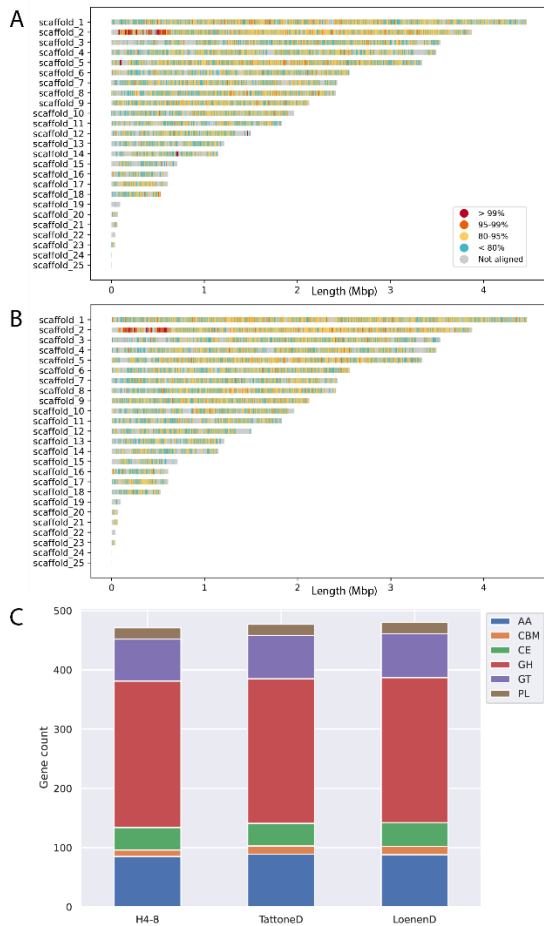 A
scaffold_1
scaffold_2
scaffold_3
scaffold_4
scaffold_5
scaffold_6
scaffold_7
scaffold_8
scaffold_9
scaffold_10
scaffold_11
scaffold_12
scaffold_13
scaffold_14
scaffold_15
scaffold_16
scaffold_17
scaffold_18
scaffold_19
scaffold_20
scaffold_21
scaffold_22
scaffold_23
scaffold_24
scaffold_25
> 99%
95-99%
80-95%
< 80%
Not aligned
0 1 2 3 4
Length (Mbp)
B
scaffold_1
scaffold_2
scaffold_3
scaffold_4
scaffold_5
scaffold_6
scaffold_7
scaffold_8
scaffold_9
scaffold_10
scaffold_11
scaffold_12
scaffold_13
scaffold_14
scaffold_15
scaffold_16
scaffold_17
scaffold_18
scaffold_19
scaffold_20
scaffold_21
scaffold_22
scaffold_23
scaffold_24
scaffold_25
0 1 2 3 4
Length (Mbp)
C
500
400
300
200
100
0
Gene count
AA
CBM
CE
GH
GT
PL
H4-8 TattoneD LoenenD